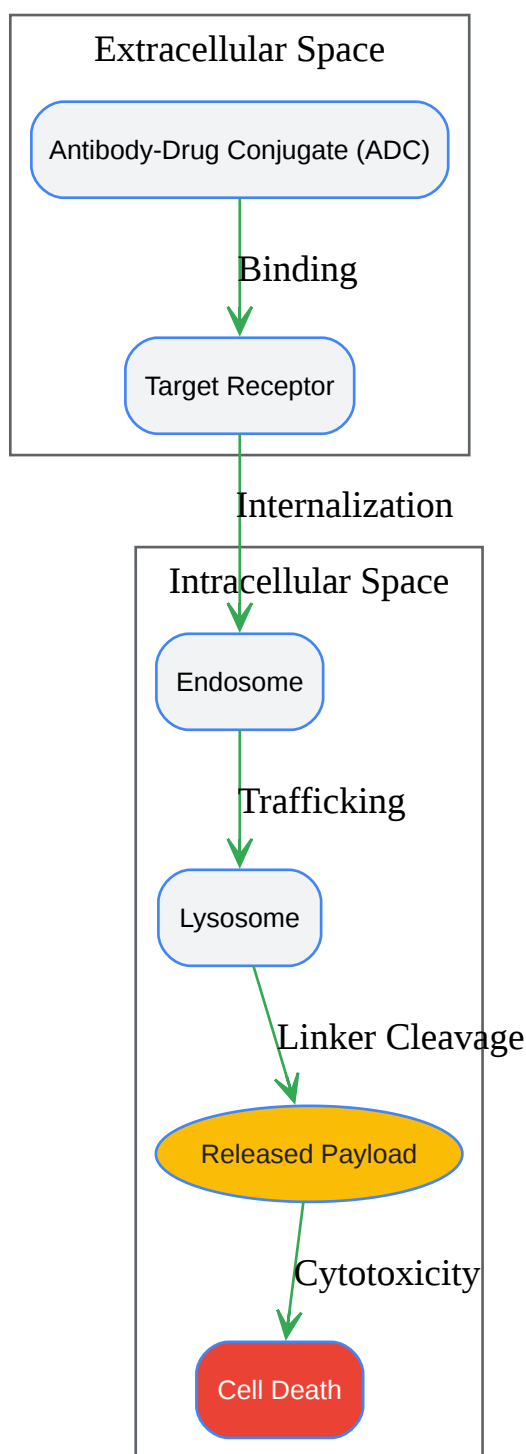 Extracellular Space
Antibody-Drug Conjugate (ADC)
Binding
Target Receptor
Internalization
Intracellular Space
Endosome
Trafficking
Lysosome
Linker Cleavage
Released Payload
Cytotoxicity
Cell Death